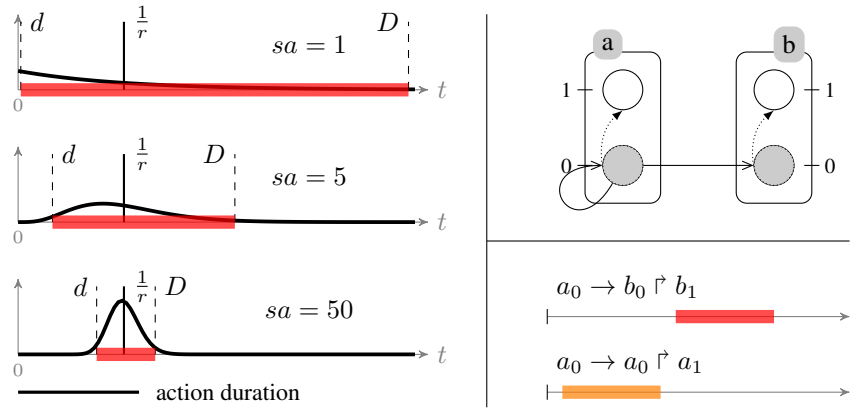 d
1/r
D
sa = 1
t
0
d
1/r
D
sa = 5
t
0
d
1/r
D
sa = 50
t
0
action duration
a
b
1
1
0
0
a₀ → b₀ ↱ b₁
a₀ → a₀ ↱ a₁